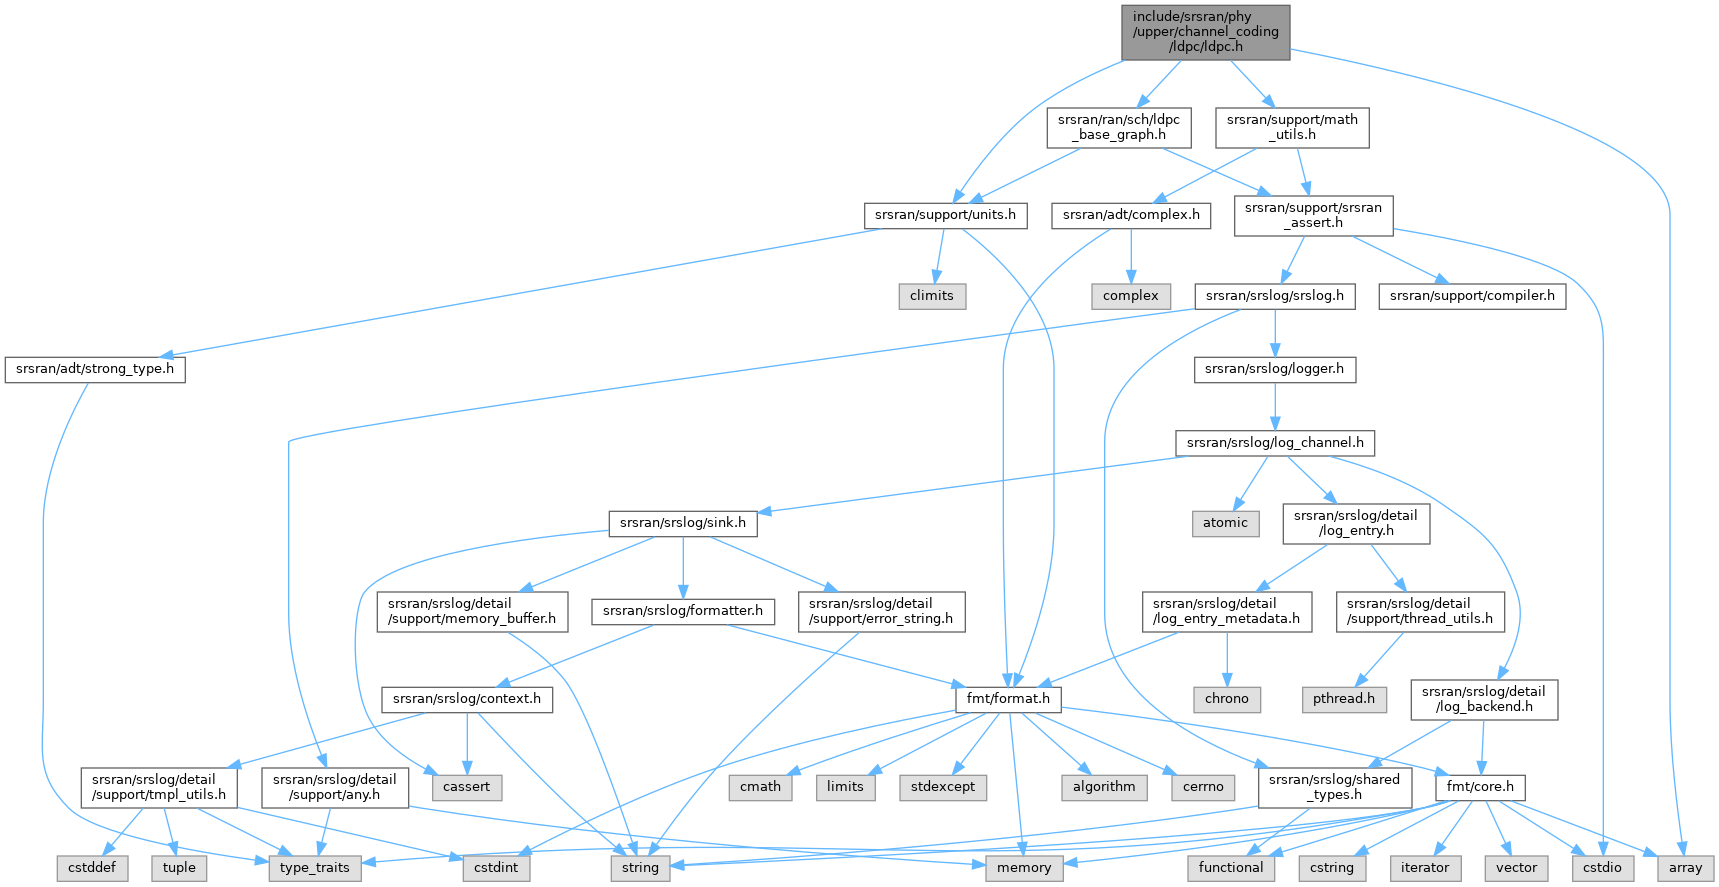 include/srsran/phy
/upper/channel_coding
/ldpc/ldpc.h
srsran/ran/sch/ldpc
_base_graph.h
srsran/support/math
_utils.h
srsran/support/units.h
srsran/adt/complex.h
srsran/support/srsran
_assert.h
climits
complex
srsran/srslog/srslog.h
srsran/support/compiler.h
srsran/adt/strong_type.h
srsran/srslog/logger.h
srsran/srslog/log_channel.h
srsran/srslog/sink.h
atomic
srsran/srslog/detail
/log_entry.h
srsran/srslog/detail
/support/memory_buffer.h
srsran/srslog/formatter.h
srsran/srslog/detail
/support/error_string.h
srsran/srslog/detail
/log_entry_metadata.h
srsran/srslog/detail
/support/thread_utils.h
srsran/srslog/context.h
fmt/format.h
chrono
pthread.h
srsran/srslog/detail
/log_backend.h
srsran/srslog/detail
/support/tmpl_utils.h
srsran/srslog/detail
/support/any.h
cassert
cmath
limits
stdexcept
algorithm
cerrno
srsran/srslog/shared
_types.h
fmt/core.h
cstddef
tuple
type_traits
cstdint
string
memory
functional
cstring
iterator
vector
cstdio
array